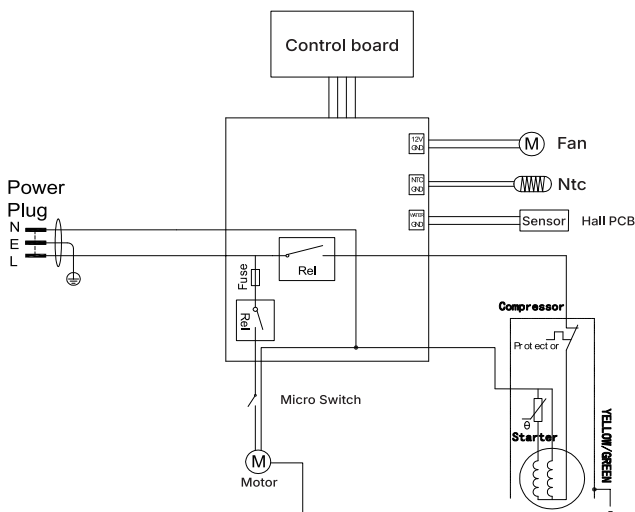 Control board
12V
GND
M
Fan
NTC
GND
Ntc
WATER
GND
Sensor
Hall PCB
Power
Plug
N
E
L
Rel
Fuse
Rel
Compressor
Protector
Micro Switch
θ
Starter
YELLOW/GREEN
M
Motor